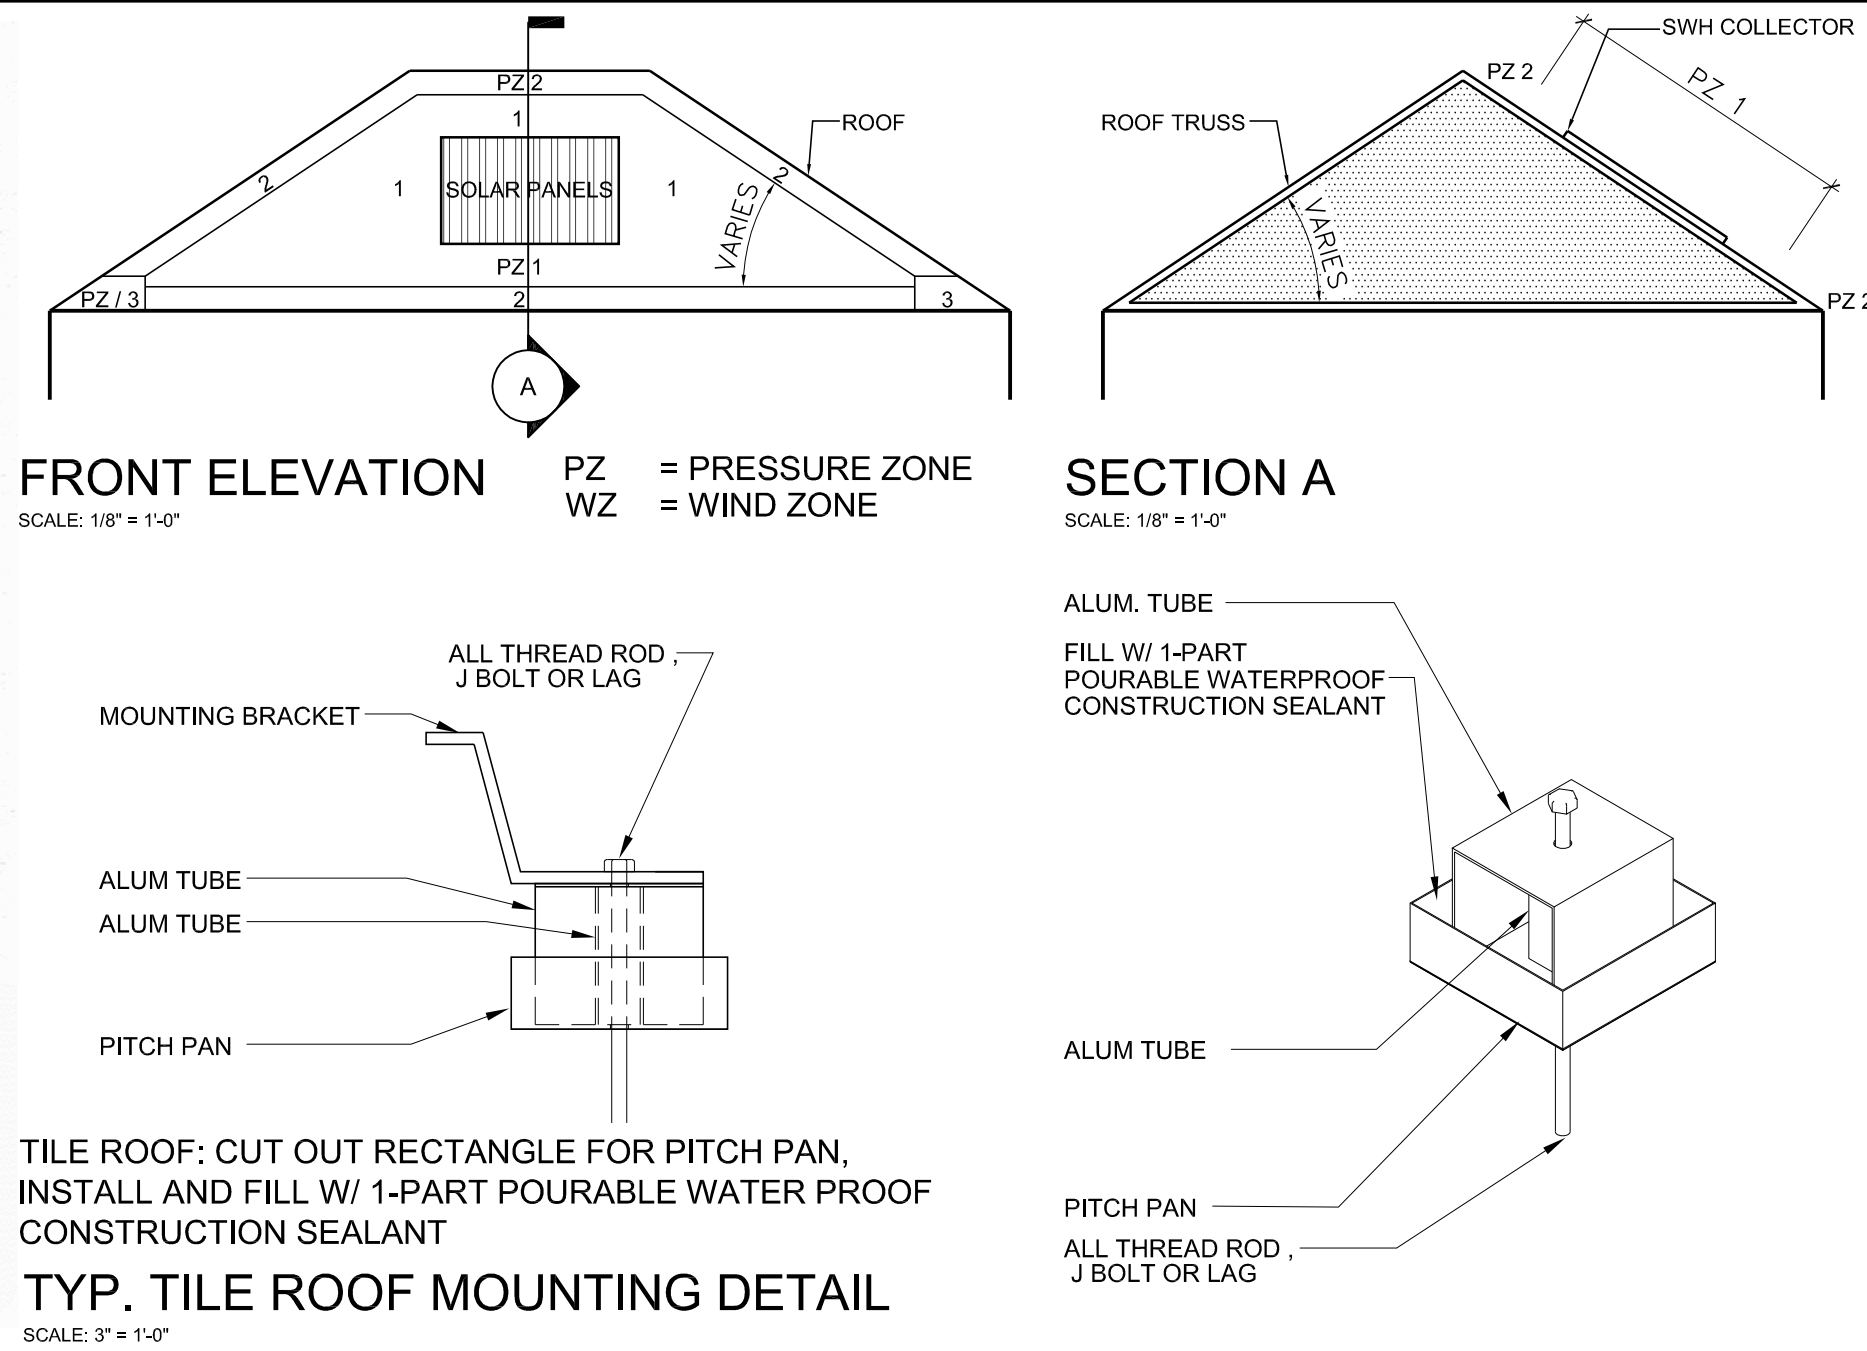 PZ 2
1
ROOF
2
1
SOLAR PANELS
1
2
VARIES
PZ 1
PZ / 3
2
3
A
FRONT ELEVATION
SCALE: 1/8" = 1'-0"
PZ = PRESSURE ZONE
WZ = WIND ZONE
SWH COLLECTOR
PZ 2
PZ 1
ROOF TRUSS
VARIES
PZ 2
SECTION A
SCALE: 1/8" = 1'-0"
ALL THREAD ROD ,
J BOLT OR LAG
MOUNTING BRACKET
ALUM TUBE
ALUM TUBE
PITCH PAN
TILE ROOF: CUT OUT RECTANGLE FOR PITCH PAN,
INSTALL AND FILL W/ 1-PART POURABLE WATER PROOF
CONSTRUCTION SEALANT
TYP. TILE ROOF MOUNTING DETAIL
SCALE: 3" = 1'-0"
ALUM. TUBE
FILL W/ 1-PART
POURABLE WATERPROOF
CONSTRUCTION SEALANT
ALUM TUBE
PITCH PAN
ALL THREAD ROD ,
J BOLT OR LAG